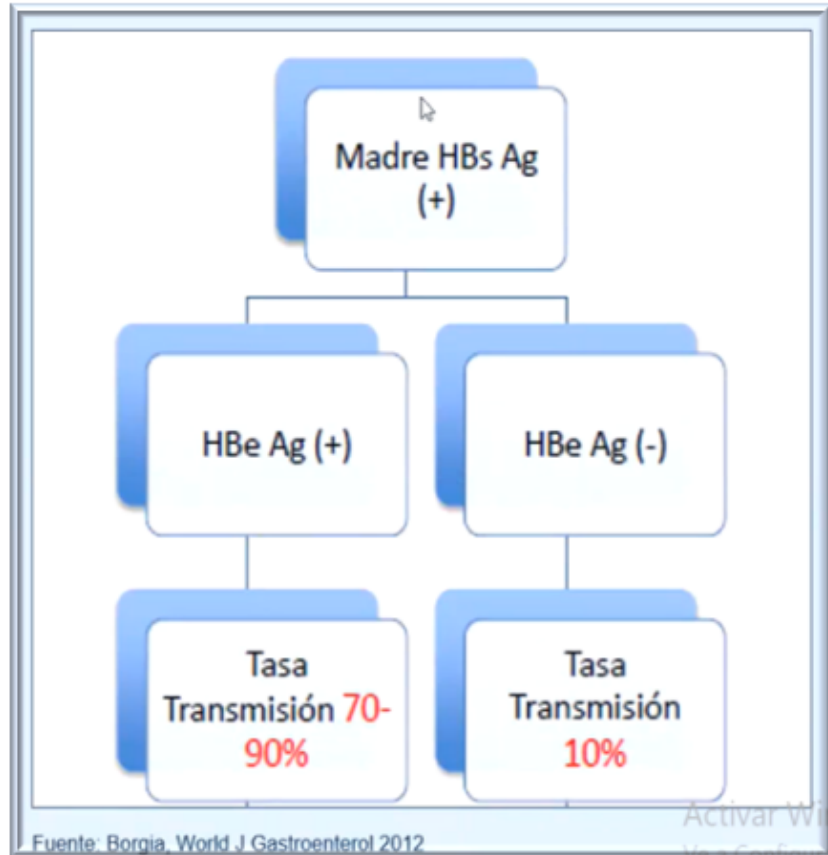 Madre HBs Ag
(+)
HBe Ag (+)
HBe Ag (-)
Tasa
Transmisión 70-
90%
Tasa
Transmisión
10%
Activar Wi
Fuente: Borgia, World J Gastroenterol 2012